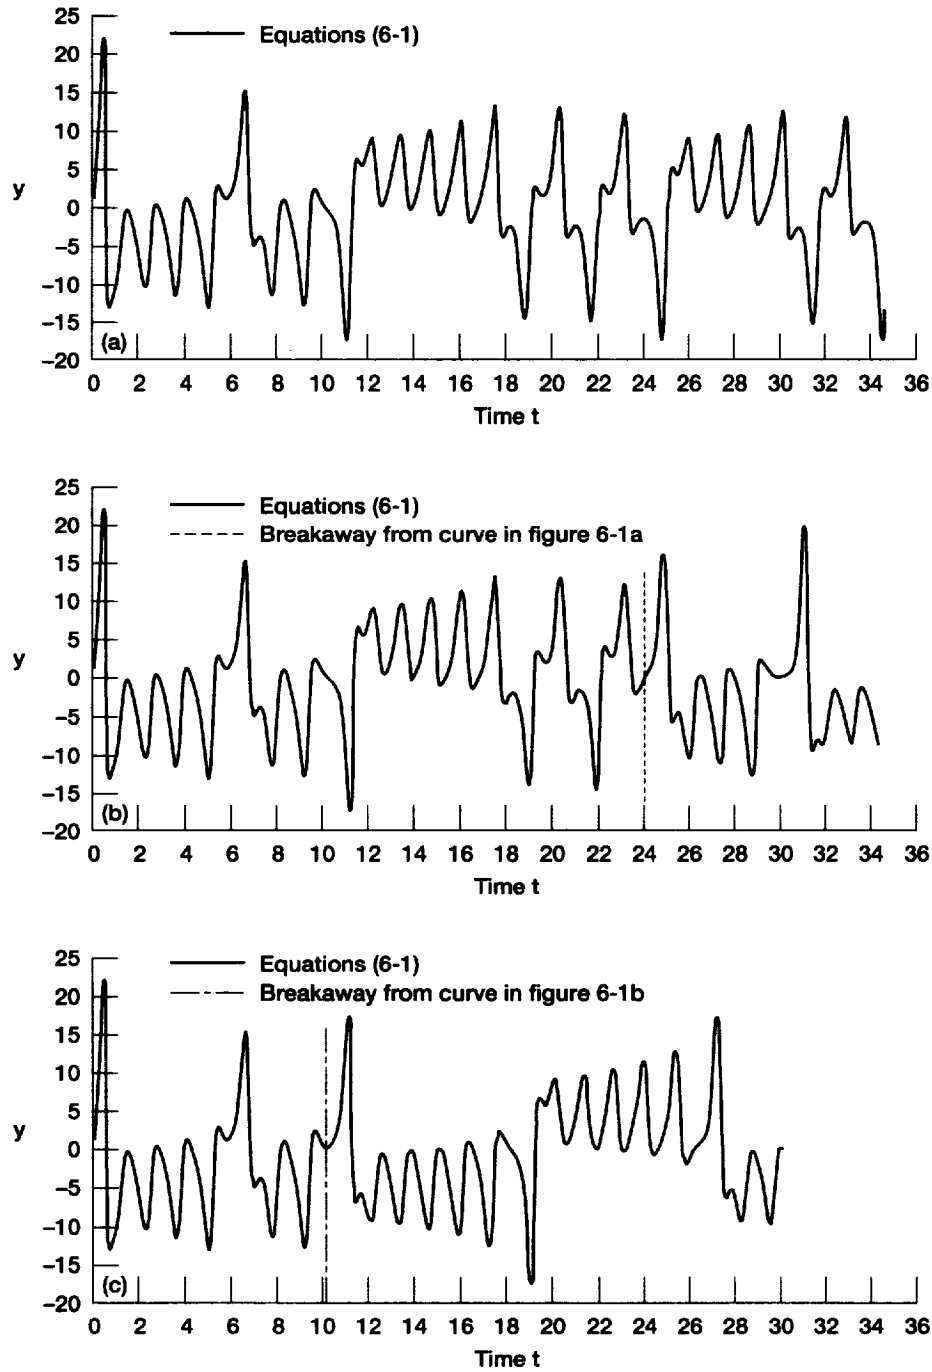 25
Equations (6-1)
20
15
10
5
y
0
−5
−10
−15
(a)
−20
0 2 4 6 8 10 12 14 16 18 20 22 24 26 28 30 32 34 36
Time t
25
Equations (6-1)
20
Breakaway from curve in figure 6-1a
15
10
5
y
0
−5
−10
−15
(b)
−20
0 2 4 6 8 10 12 14 16 18 20 22 24 26 28 30 32 34 36
Time t
25
Equations (6-1)
20
Breakaway from curve in figure 6-1b
15
10
5
y
0
−5
−10
−15
(c)
−20
0 2 4 6 8 10 12 14 16 18 20 22 24 26 28 30 32 34 36
Time t